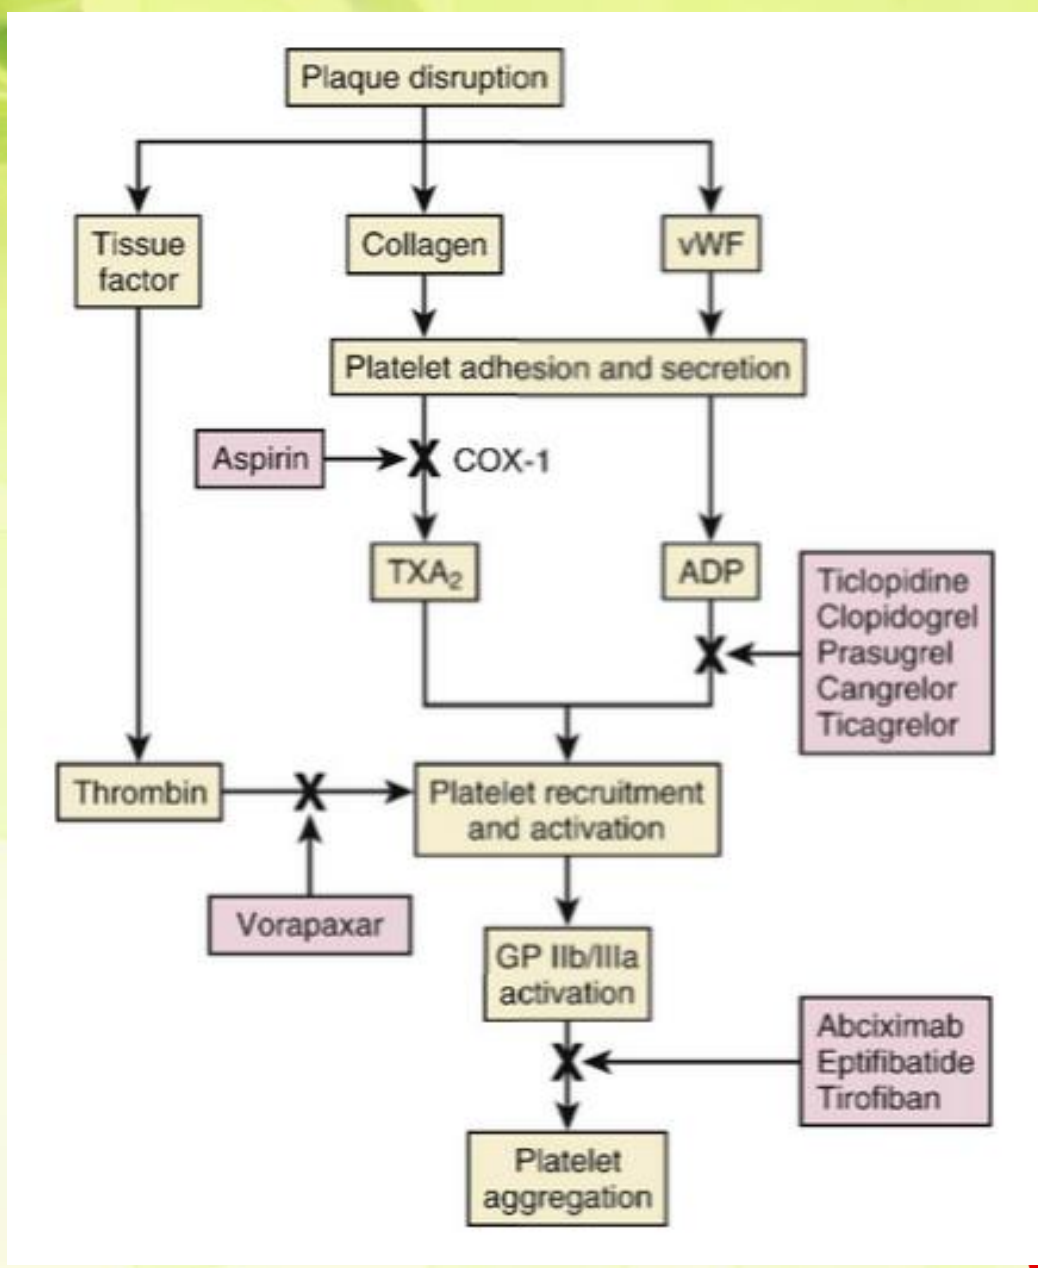 Plaque disruption
Tissue
factor
Collagen
vWF
Platelet adhesion and secretion
Aspirin
COX-1
TXA₂
ADP
Ticlopidine
Clopidogrel
Prasugrel
Cangrelor
Ticagrelor
Thrombin
Platelet recruitment
and activation
Vorapaxar
GP IIb/IIIa
activation
Abciximab
Eptifibatide
Tirofiban
Platelet
aggregation